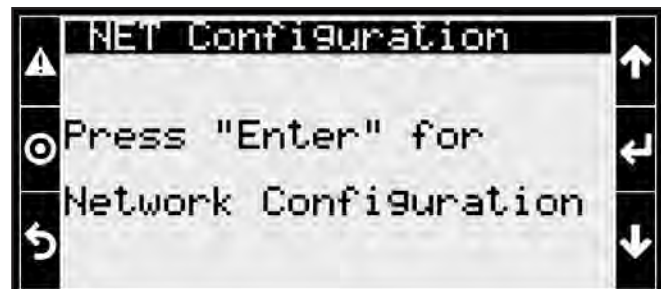 NET Configuration
Press "Enter" for
Network Configuration